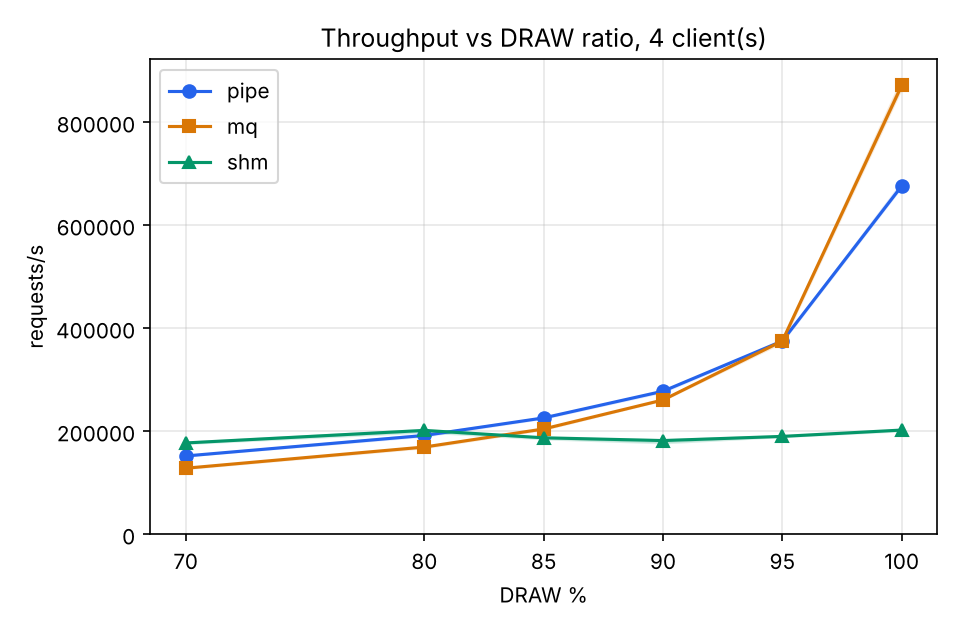 Throughput vs DRAW ratio, 4 client(s)
pipe
mq
shm
requests/s
800000
600000
400000
200000
0
70 80 85 90 95 100
DRAW %